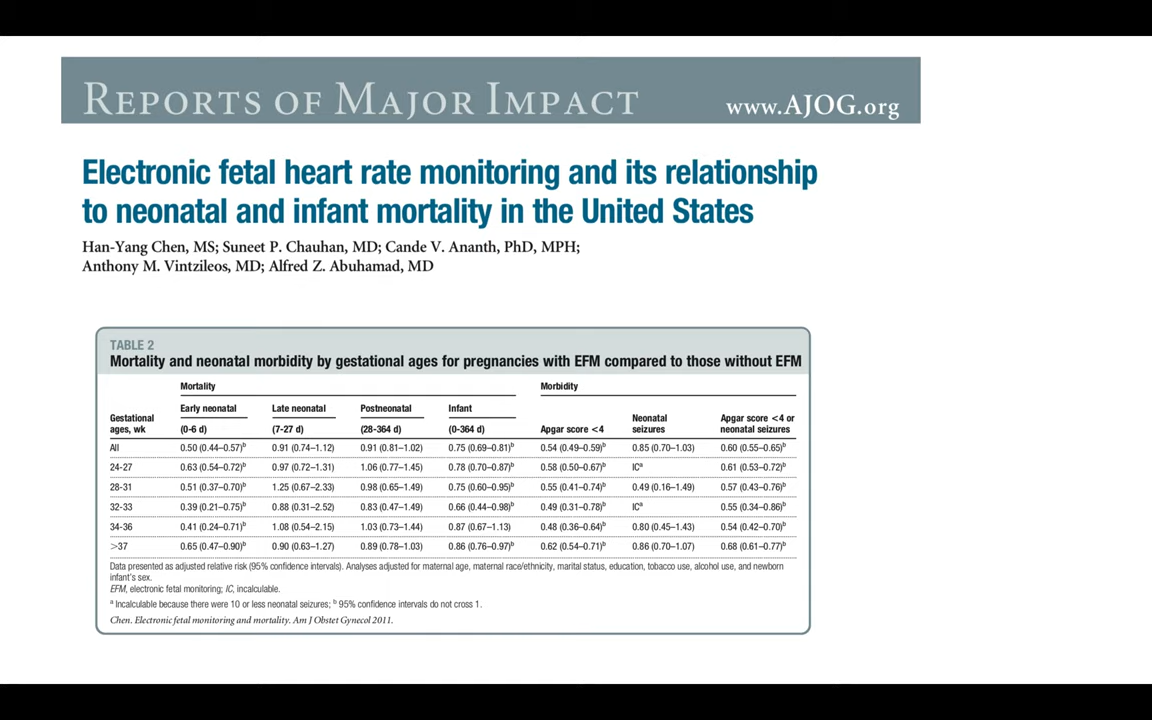 REPORTS OF MAJOR IMPACT www.AJOG.org
Electronic fetal heart rate monitoring and its relationship
to neonatal and infant mortality in the United States
Han-Yang Chen, MS; Suneet P. Chauhan, MD; Cande V. Ananth, PhD, MPH;
Anthony M. Vintzileos, MD; Alfred Z. Abuhamad, MD
TABLE 2
Mortality and neonatal morbidity by gestational ages for pregnancies with EFM compared to those without EFM
Mortality Morbidity
Early neonatal Late neonatal Postneonatal Infant
Gestational Neonatal Apgar score <4 or
ages, wk (0-6 d) (7-27 d) (28-364 d) (0-364 d) Apgar score <4 seizures neonatal seizures
All 0.50 (0.44–0.57)b 0.91 (0.74–1.12) 0.91 (0.81–1.02) 0.75 (0.69–0.81)b 0.54 (0.49–0.59)b 0.85 (0.70–1.03) 0.60 (0.55–0.65)b
24-27 0.63 (0.54–0.72)b 0.97 (0.72–1.31) 1.06 (0.77–1.45) 0.78 (0.70–0.87)b 0.58 (0.50–0.67)b ICa 0.61 (0.53–0.72)b
28-31 0.51 (0.37–0.70)b 1.25 (0.67–2.33) 0.98 (0.65–1.49) 0.75 (0.60–0.95)b 0.55 (0.41–0.74)b 0.49 (0.16–1.49) 0.57 (0.43–0.76)b
32-33 0.39 (0.21–0.75)b 0.88 (0.31–2.52) 0.83 (0.47–1.49) 0.66 (0.44–0.98)b 0.49 (0.31–0.78)b ICa 0.55 (0.34–0.86)b
34-36 0.41 (0.24–0.71)b 1.08 (0.54–2.15) 1.03 (0.73–1.44) 0.87 (0.67–1.13) 0.48 (0.36–0.64)b 0.80 (0.45–1.43) 0.54 (0.42–0.70)b
>37 0.65 (0.47–0.90)b 0.90 (0.63–1.27) 0.89 (0.78–1.03) 0.86 (0.76–0.97)b 0.62 (0.54–0.71)b 0.86 (0.70–1.07) 0.68 (0.61–0.77)b
Data presented as adjusted relative risk (95% confidence intervals). Analyses adjusted for maternal age, maternal race/ethnicity, marital status, education, tobacco use, alcohol use, and newborn
infant's sex.
EFM, electronic fetal monitoring; IC, incalculable.
a Incalculable because there were 10 or less neonatal seizures; b 95% confidence intervals do not cross 1.
Chen. Electronic fetal monitoring and mortality. Am J Obstet Gynecol 2011.